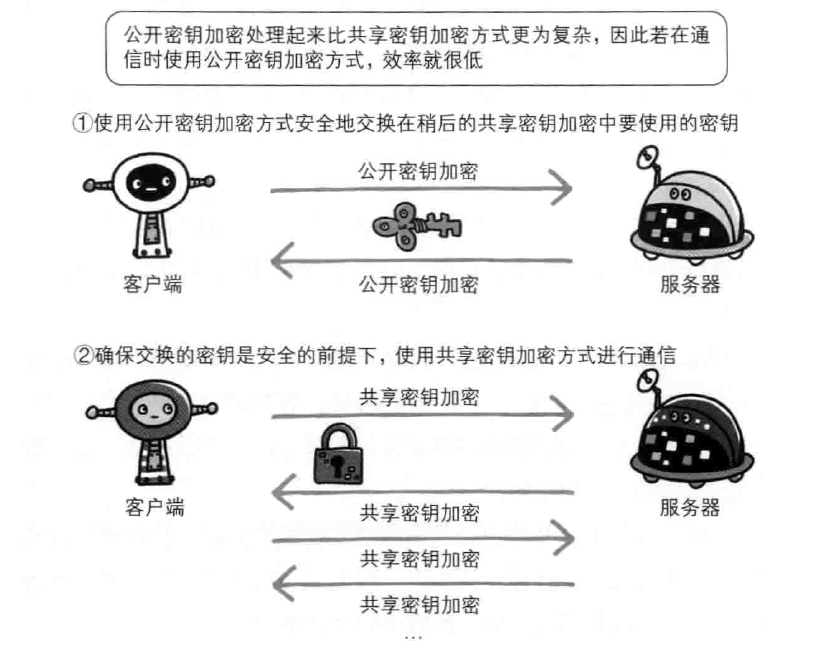 公开密钥加密处理起来比共享密钥加密方式更为复杂，因此若在通
信时使用公开密钥加密方式，效率就很低
①使用公开密钥加密方式安全地交换在稍后的共享密钥加密中要使用的密钥
公开密钥加密
公开密钥加密
客户端
服务器
②确保交换的密钥是安全的前提下，使用共享密钥加密方式进行通信
共享密钥加密
客户端
服务器
共享密钥加密
共享密钥加密
共享密钥加密
…